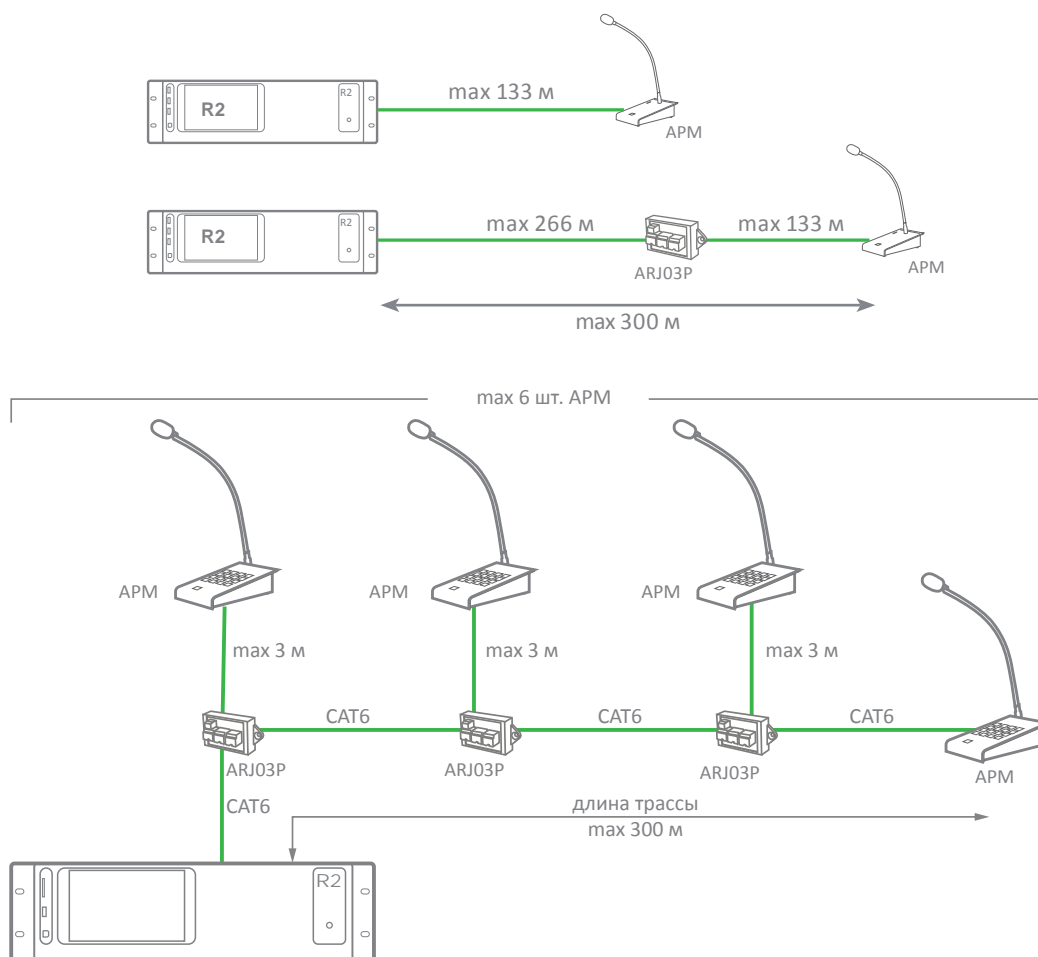 max 133 м
R2
R2
АРМ
max 266 м
max 133 м
R2
R2
ARJ03P
АРМ
max 300 м
max 6 шт. АРМ
АРМ
АРМ
АРМ
max 3 м
max 3 м
max 3 м
CAT6
CAT6
CAT6
ARJ03P
ARJ03P
ARJ03P
АРМ
CAT6
длина трассы
max 300 м
R2